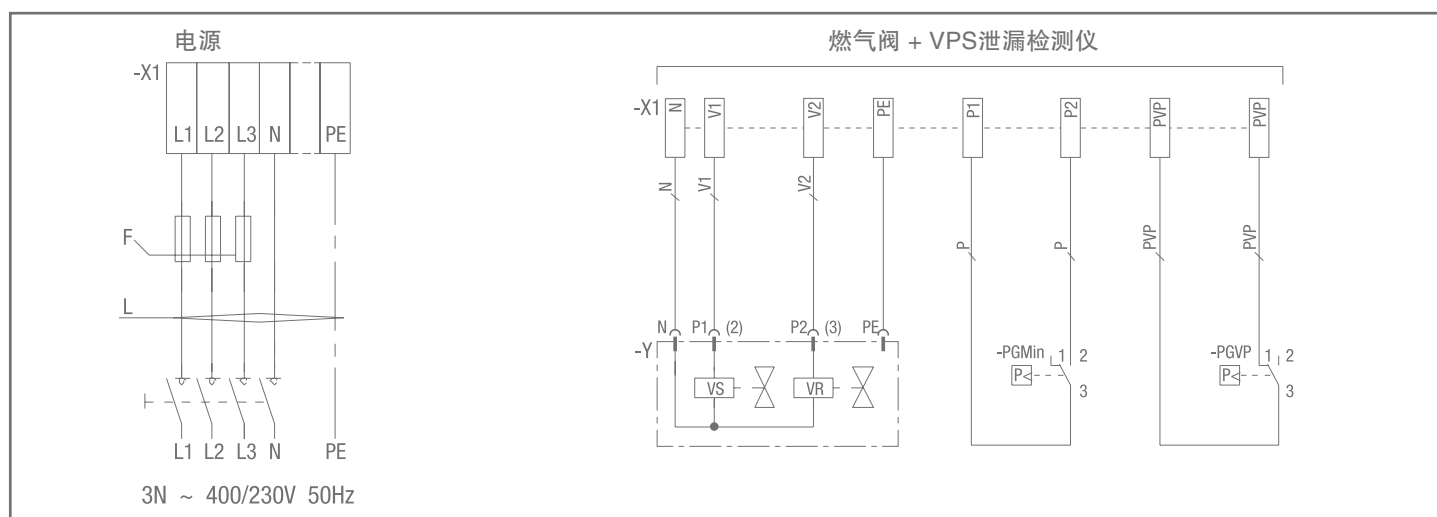 电源
-X1
L1 L2 L3 N PE
F
L
L1 L2 L3 N PE
3N ~ 400/230V 50Hz
燃气阀 + VPS泄漏检测仪
-X1 N V1 V2 PE P1 P2 PVP PVP
N V1 V2
P P PVP PVP
N P1 (2) P2 (3) PE
-Y
VS VR
-PGMin 1 2
P<
3
-PGVP 1 2
P<
3